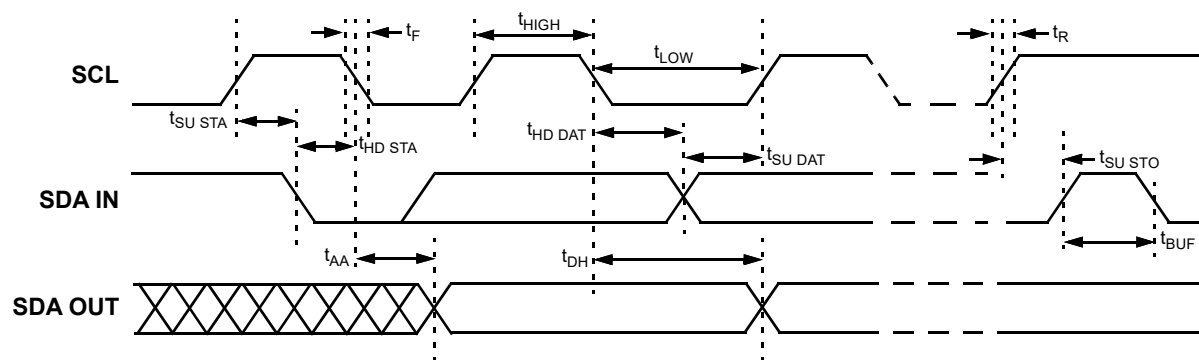 tF
tHIGH
tR
SCL
tLOW
tSU STA
tHD STA
tHD DAT
tSU DAT
tSU STO
SDA IN
tAA
tDH
tBUF
SDA OUT